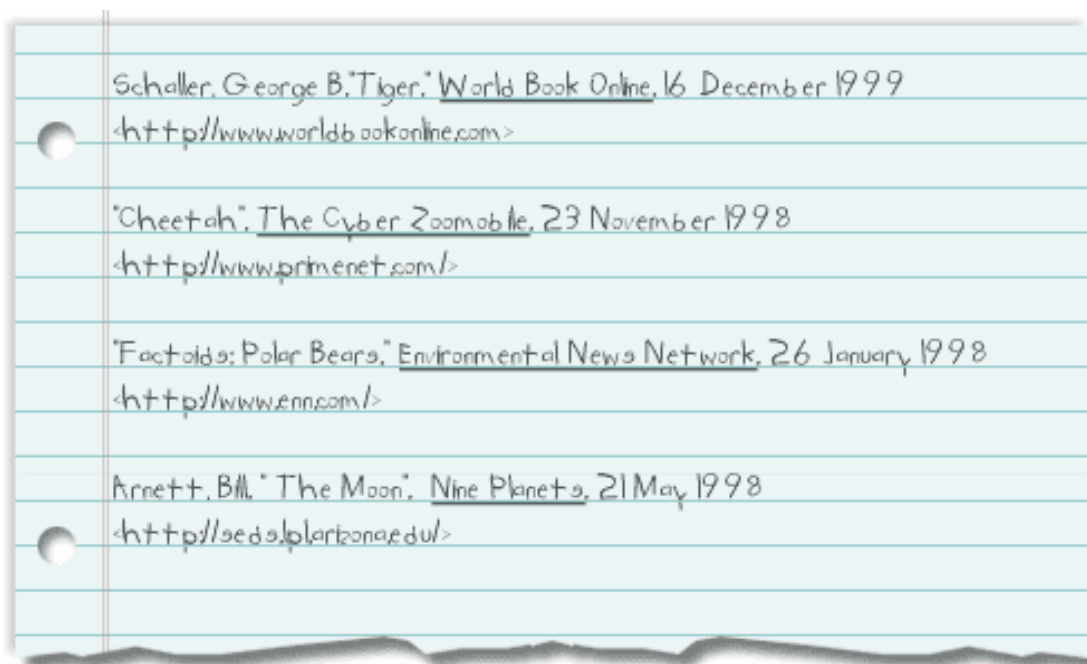 Schaller, George B,"Tiger," World Book Online, 16 December 1999
<http://www.worldbookonline.com>
"Cheetah", The Cyber Zoomobile, 23 November 1998
<http://www.primenet.com/>
"Factoids: Polar Bears," Environmental News Network, 26 January 1998
<http://www.enn.com/>
Arnett, Bill, " The Moon", Nine Planets, 21 May 1998
<http://seds.lpl.arizona.edu/>